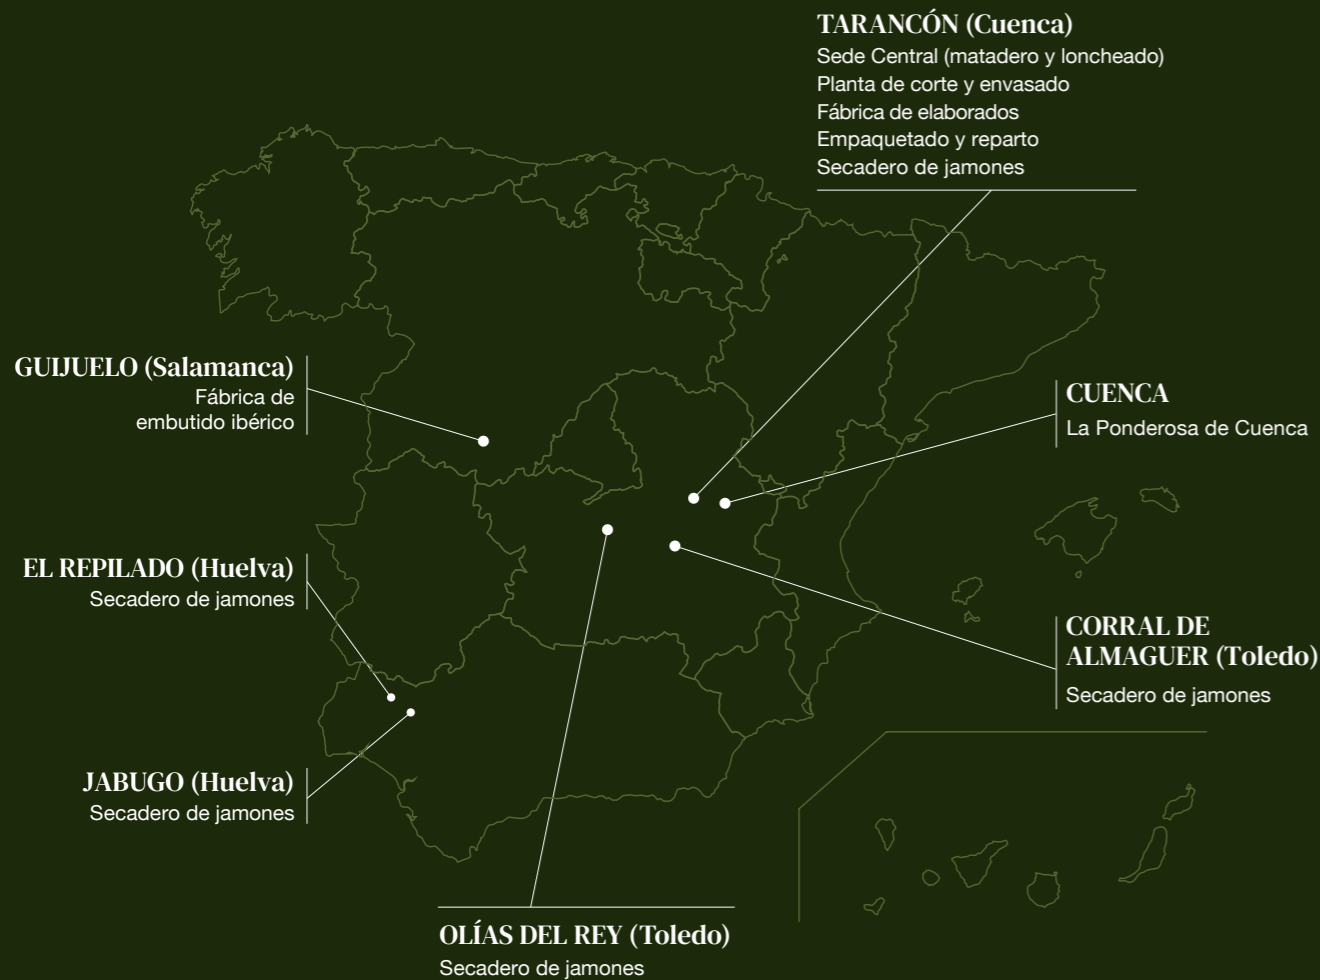 TARANCÓN (Cuenca)
Sede Central (matadero y loncheado)
Planta de corte y envasado
Fábrica de elaborados
Empaquetado y reparto
Secadero de jamones
GUIJUELO (Salamanca)
Fábrica de
embutido ibérico
CUENCA
La Ponderosa de Cuenca
EL REPILADO (Huelva)
Secadero de jamones
CORRAL DE
ALMAGUER (Toledo)
Secadero de jamones
JABUGO (Huelva)
Secadero de jamones
OLÍAS DEL REY (Toledo)
Secadero de jamones